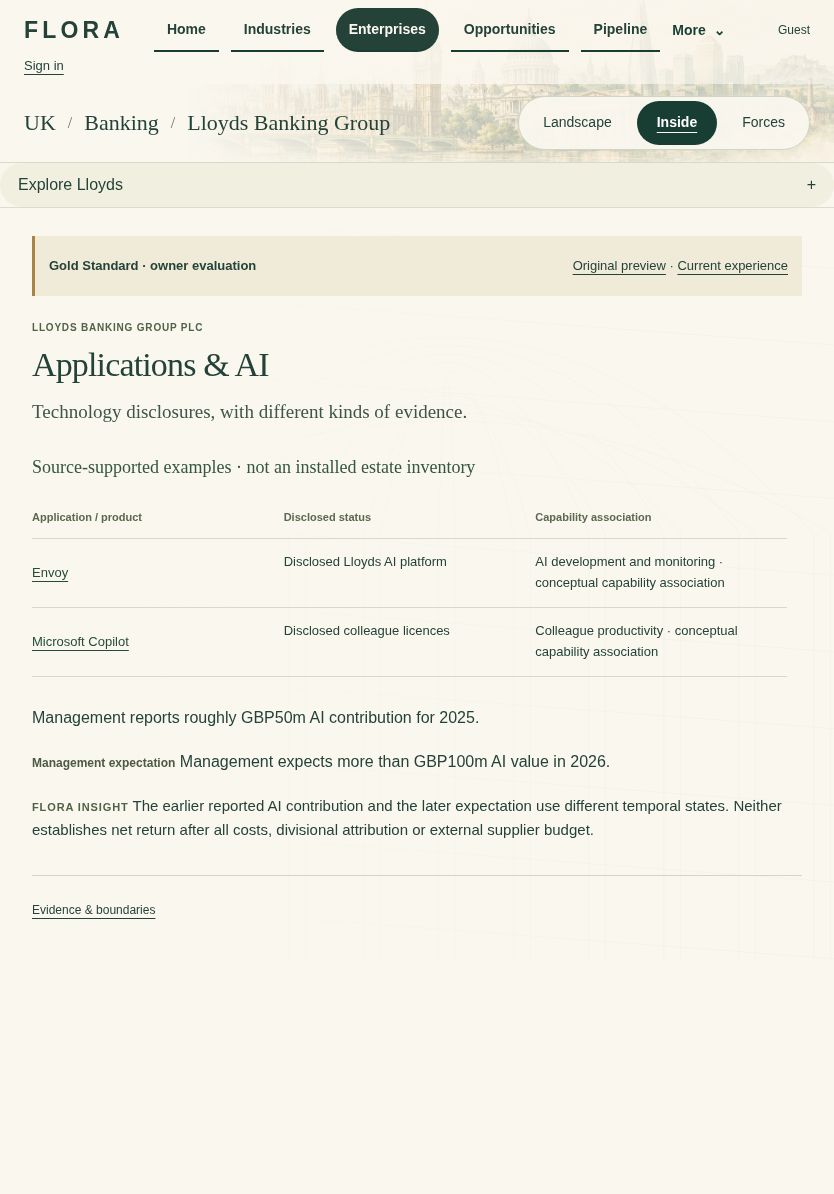 FLORA
Home
Industries
Enterprises
Opportunities
Pipeline
More ⌄
Guest
Sign in
UK / Banking / Lloyds Banking Group
Landscape
Inside
Forces
Explore Lloyds
+
Gold Standard · owner evaluation
Original preview · Current experience
LLOYDS BANKING GROUP PLC
Applications & AI
Technology disclosures, with different kinds of evidence.
Source-supported examples · not an installed estate inventory
Application / product
Disclosed status
Capability association
Envoy
Disclosed Lloyds AI platform
AI development and monitoring ·
conceptual capability association
Microsoft Copilot
Disclosed colleague licences
Colleague productivity · conceptual
capability association
Management reports roughly GBP50m AI contribution for 2025.
Management expectation Management expects more than GBP100m AI value in 2026.
FLORA INSIGHT The earlier reported AI contribution and the later expectation use different temporal states. Neither
establishes net return after all costs, divisional attribution or external supplier budget.
Evidence & boundaries